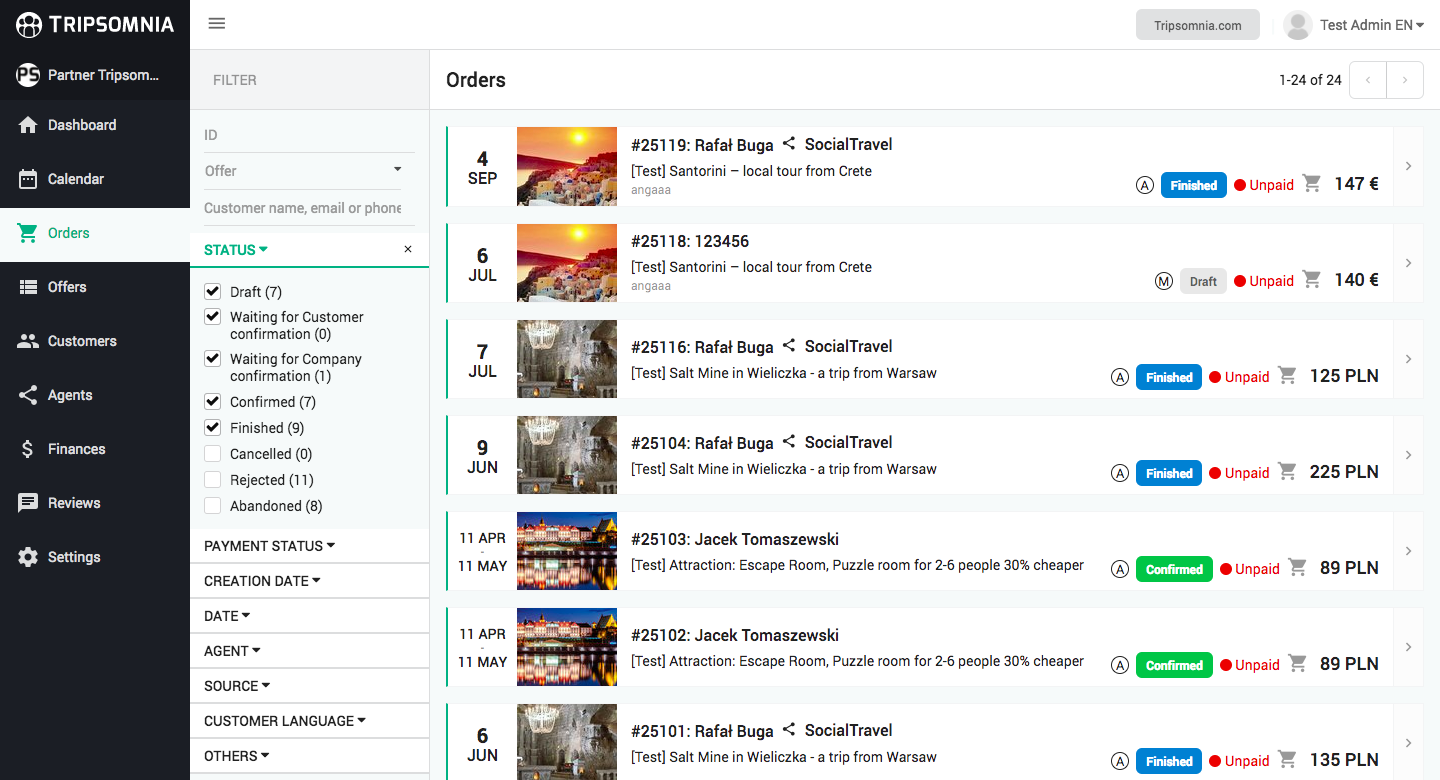 TRIPSOMNIA
Partner Tripsom...
Dashboard
Calendar
Orders
Offers
Customers
Agents
Finances
Reviews
Settings
Tripsomnia.com
Test Admin EN
FILTER
ID
Offer
Customer name, email or phone
STATUS
×
Draft (7)
Waiting for Customer
confirmation (0)
Waiting for Company
confirmation (1)
Confirmed (7)
Finished (9)
Cancelled (0)
Rejected (11)
Abandoned (8)
PAYMENT STATUS
CREATION DATE
DATE
AGENT
SOURCE
CUSTOMER LANGUAGE
OTHERS
Orders
1-24 of 24
4
SEP
#25119: Rafał Buga SocialTravel
[Test] Santorini – local tour from Crete
angaaa
A Finished Unpaid 147 €
6
JUL
#25118: 123456
[Test] Santorini – local tour from Crete
angaaa
M Draft Unpaid 140 €
7
JUL
#25116: Rafał Buga SocialTravel
[Test] Salt Mine in Wieliczka - a trip from Warsaw
A Finished Unpaid 125 PLN
9
JUN
#25104: Rafał Buga SocialTravel
[Test] Salt Mine in Wieliczka - a trip from Warsaw
A Finished Unpaid 225 PLN
11 APR
-
11 MAY
#25103: Jacek Tomaszewski
[Test] Attraction: Escape Room, Puzzle room for 2-6 people 30% cheaper
A Confirmed Unpaid 89 PLN
11 APR
-
11 MAY
#25102: Jacek Tomaszewski
[Test] Attraction: Escape Room, Puzzle room for 2-6 people 30% cheaper
A Confirmed Unpaid 89 PLN
6
JUN
#25101: Rafał Buga SocialTravel
[Test] Salt Mine in Wieliczka - a trip from Warsaw
A Finished Unpaid 135 PLN